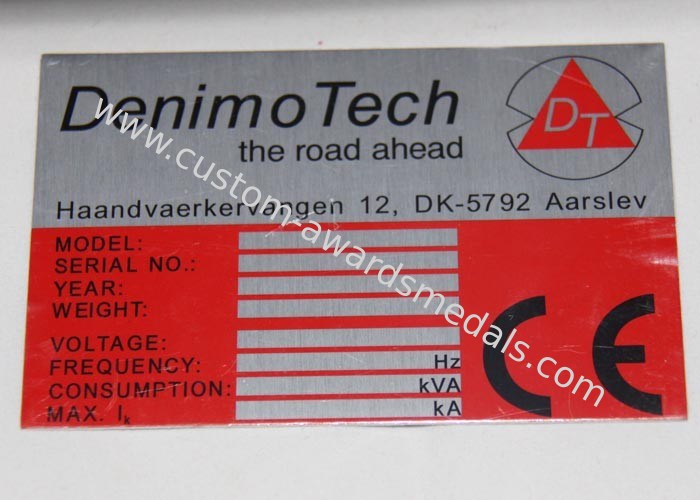 DenimoTech
the road ahead
DT
Haandvaerkervangen 12, DK-5792 Aarslev
MODEL:
SERIAL NO.:
YEAR:
WEIGHT:
VOLTAGE:
FREQUENCY: Hz
CONSUMPTION: kVA
MAX. Ik kA
CE
www.custom-awardsmedals.com